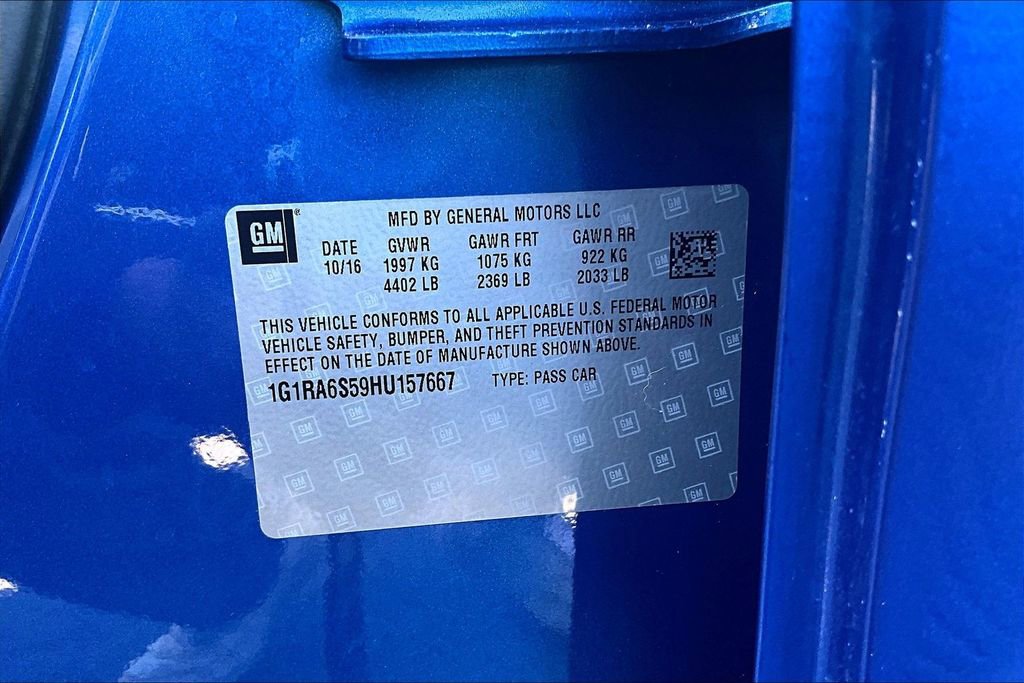 MFD BY GENERAL MOTORS LLC
GM®
DATE GVWR GAWR FRT GAWR RR
10/16 1997 KG 1075 KG 922 KG
4402 LB 2369 LB 2033 LB
THIS VEHICLE CONFORMS TO ALL APPLICABLE U.S. FEDERAL MOTOR
VEHICLE SAFETY, BUMPER, AND THEFT PREVENTION STANDARDS IN
EFFECT ON THE DATE OF MANUFACTURE SHOWN ABOVE.
1G1RA6S59HU157667 TYPE: PASS CAR